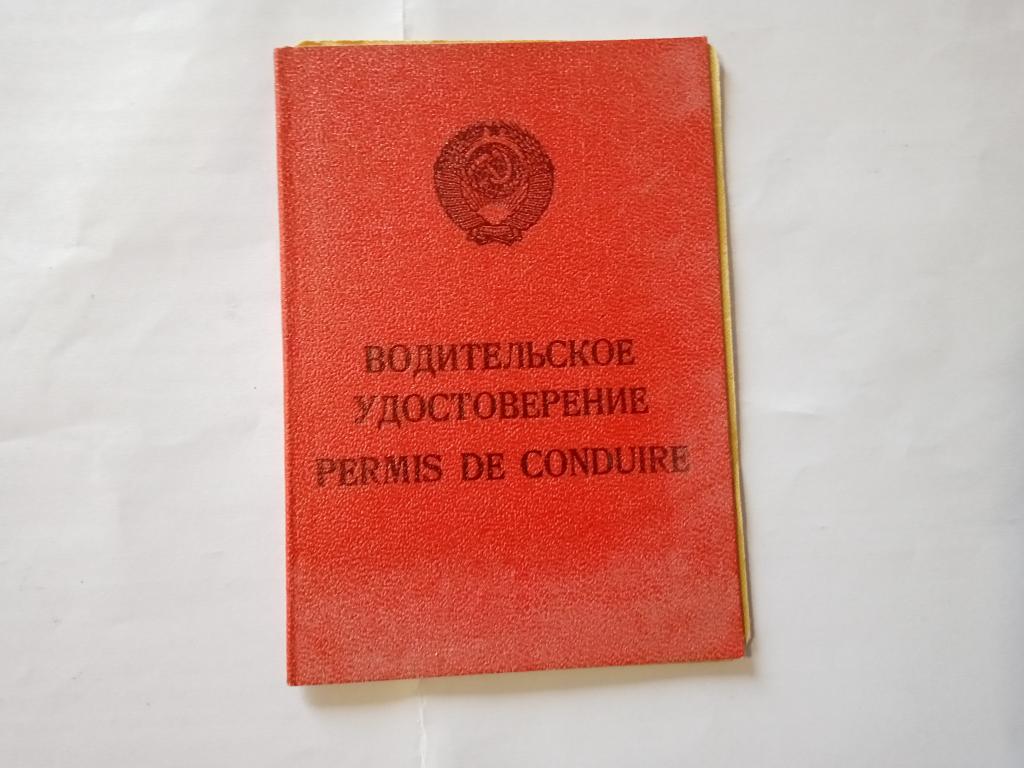 ВОДИТЕЛЬСКОЕ
УДОСТОВЕРЕНИЕ
PERMIS DE CONDUIRE